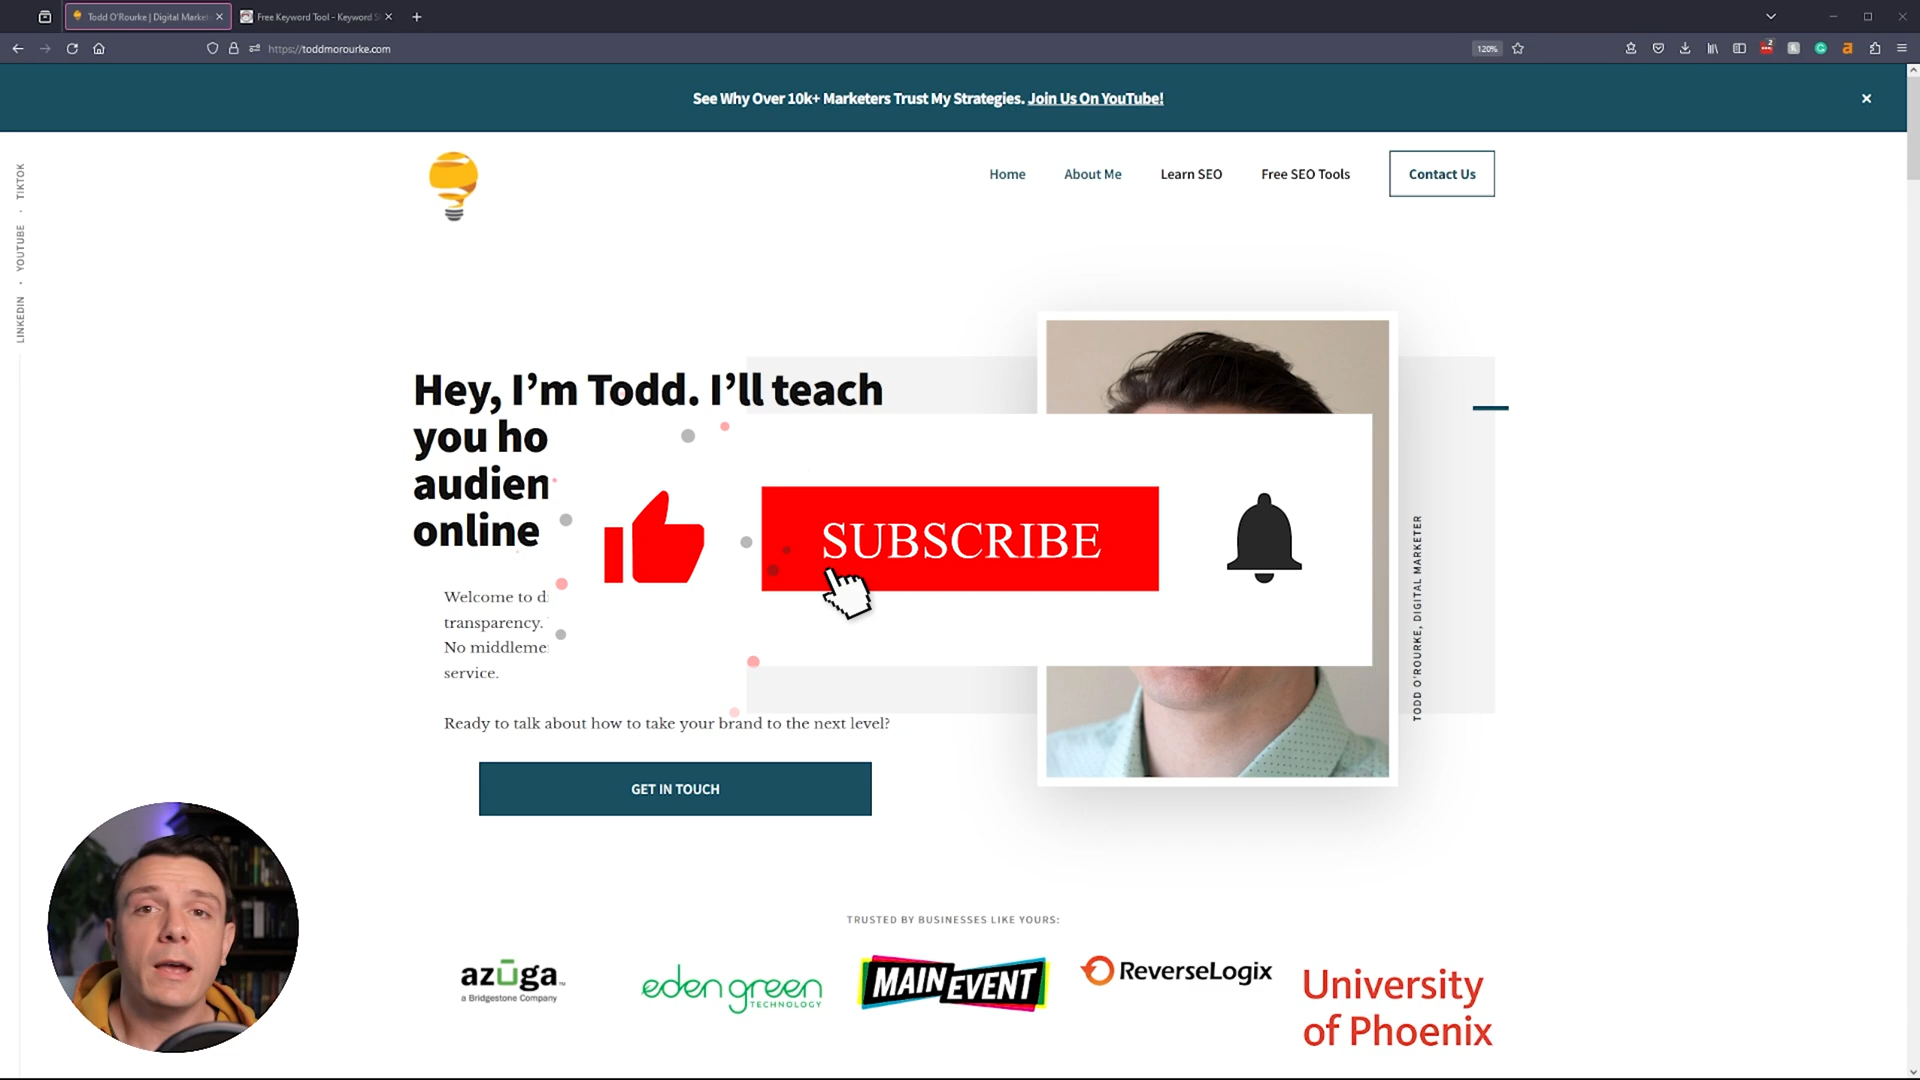 Todd O'Rourke | Digital Market
Free Keyword Tool - Keyword S
https://toddmorourke.com
120%
2
See Why Over 10k+ Marketers Trust My Strategies. Join Us On YouTube!
Home
About Me
Learn SEO
Free SEO Tools
Contact Us
LINKEDIN · YOUTUBE · TIKTOK
Hey, I'm Todd. I'll teach
you ho
audien
online
SUBSCRIBE
Welcome to di
transparency.
No middleme
service.
TODD O'ROURKE, DIGITAL MARKETER
Ready to talk about how to take your brand to the next level?
GET IN TOUCH
TRUSTED BY BUSINESSES LIKE YOURS:
azuga™
a Bridgestone Company
eden green
TECHNOLOGY
MAIN EVENT
ReverseLogix
University
of Phoenix